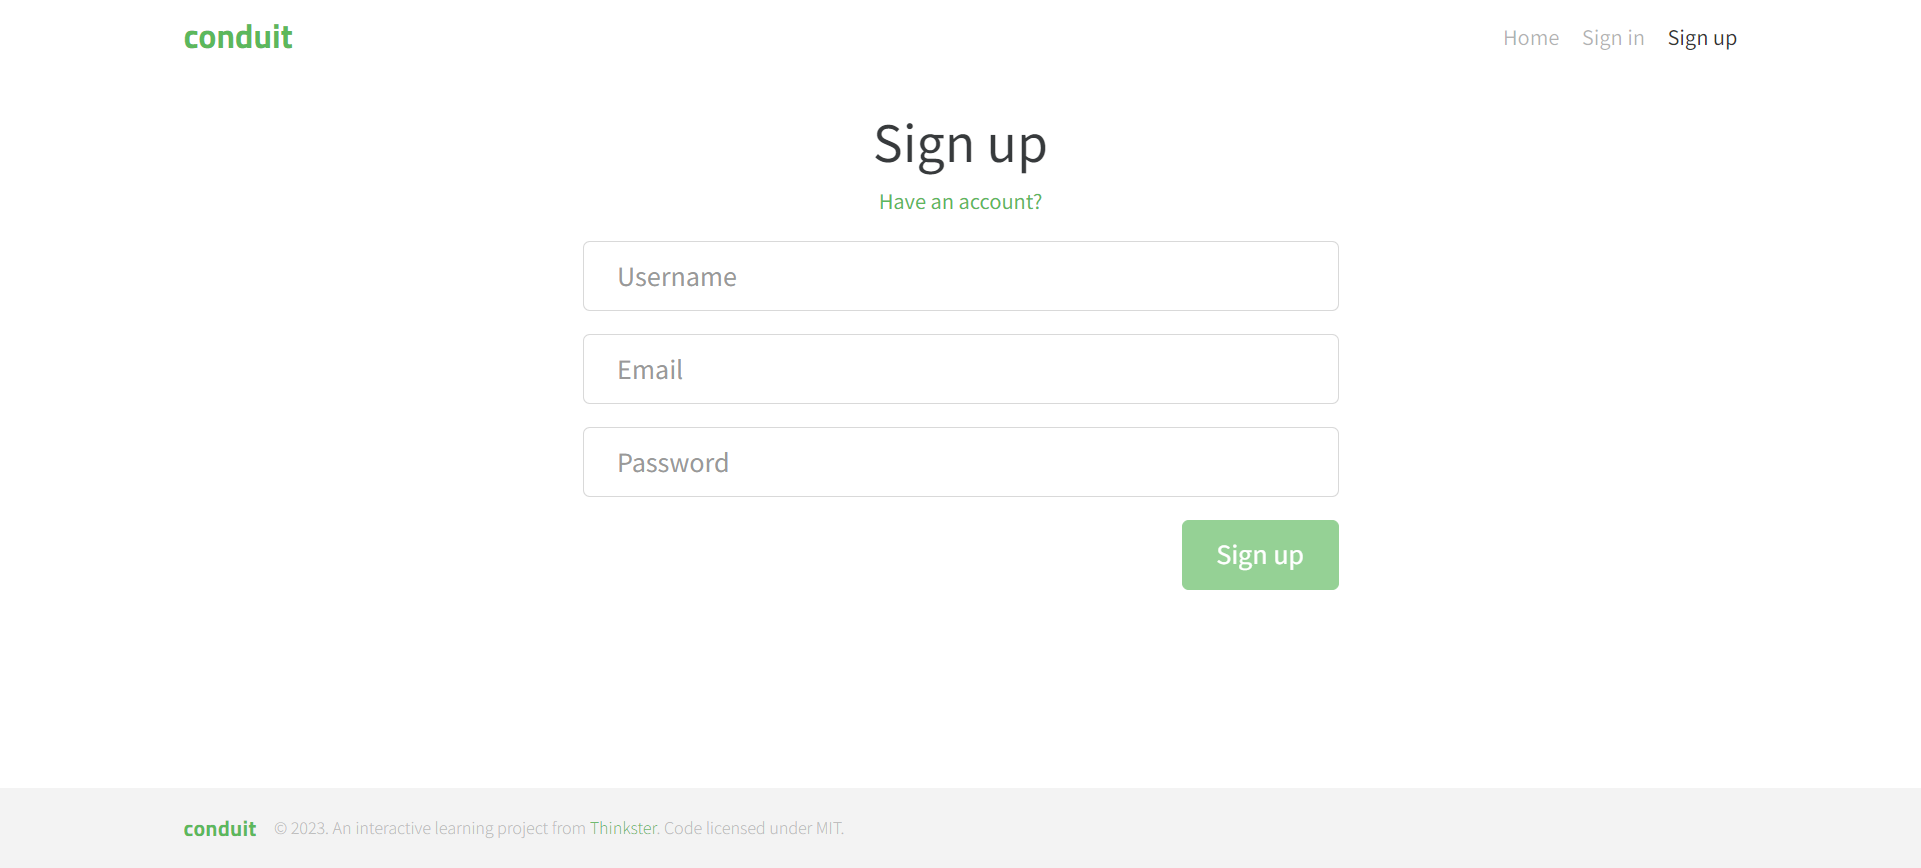 conduit
Home Sign in Sign up
Sign up
Have an account?
Username
Email
Password
Sign up
conduit © 2023. An interactive learning project from Thinkster. Code licensed under MIT.